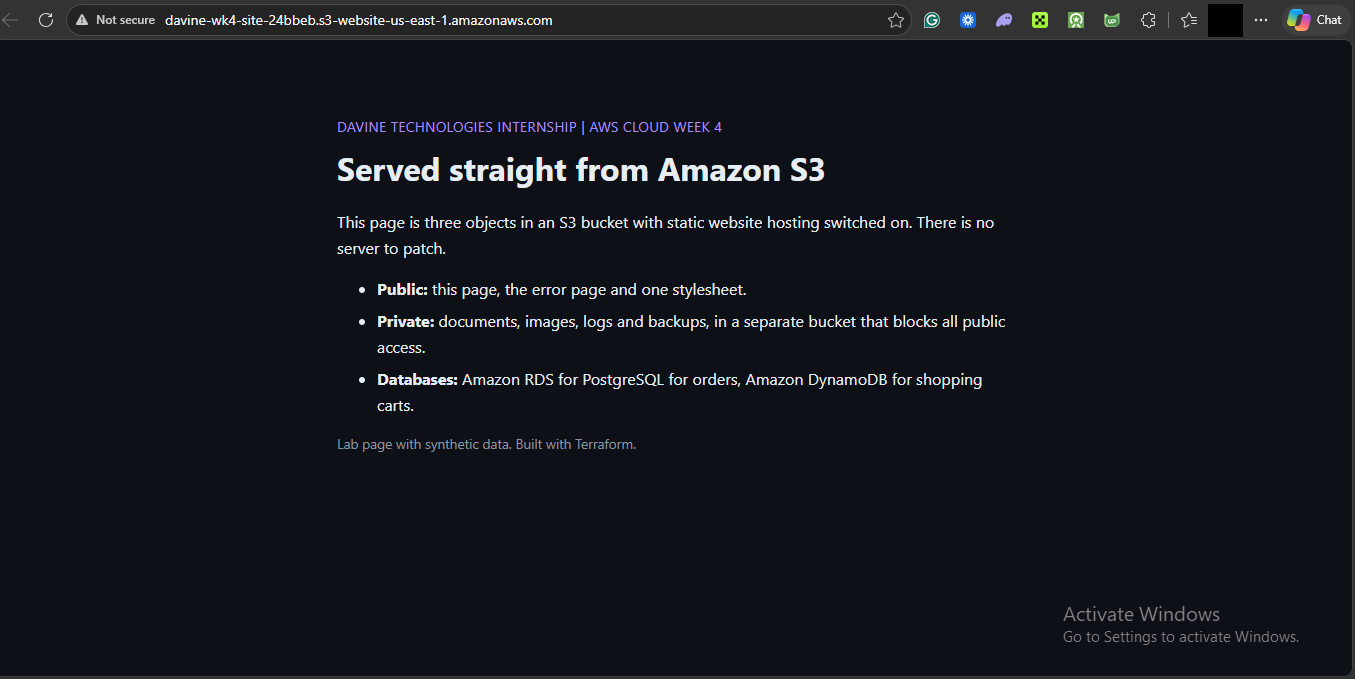 Not secure davine-wk4-site-24bbeb.s3-website-us-east-1.amazonaws.com
Chat
DAVINE TECHNOLOGIES INTERNSHIP | AWS CLOUD WEEK 4
Served straight from Amazon S3
This page is three objects in an S3 bucket with static website hosting switched on. There is no
server to patch.
• Public: this page, the error page and one stylesheet.
• Private: documents, images, logs and backups, in a separate bucket that blocks all public
access.
• Databases: Amazon RDS for PostgreSQL for orders, Amazon DynamoDB for shopping
carts.
Lab page with synthetic data. Built with Terraform.
Activate Windows
Go to Settings to activate Windows.